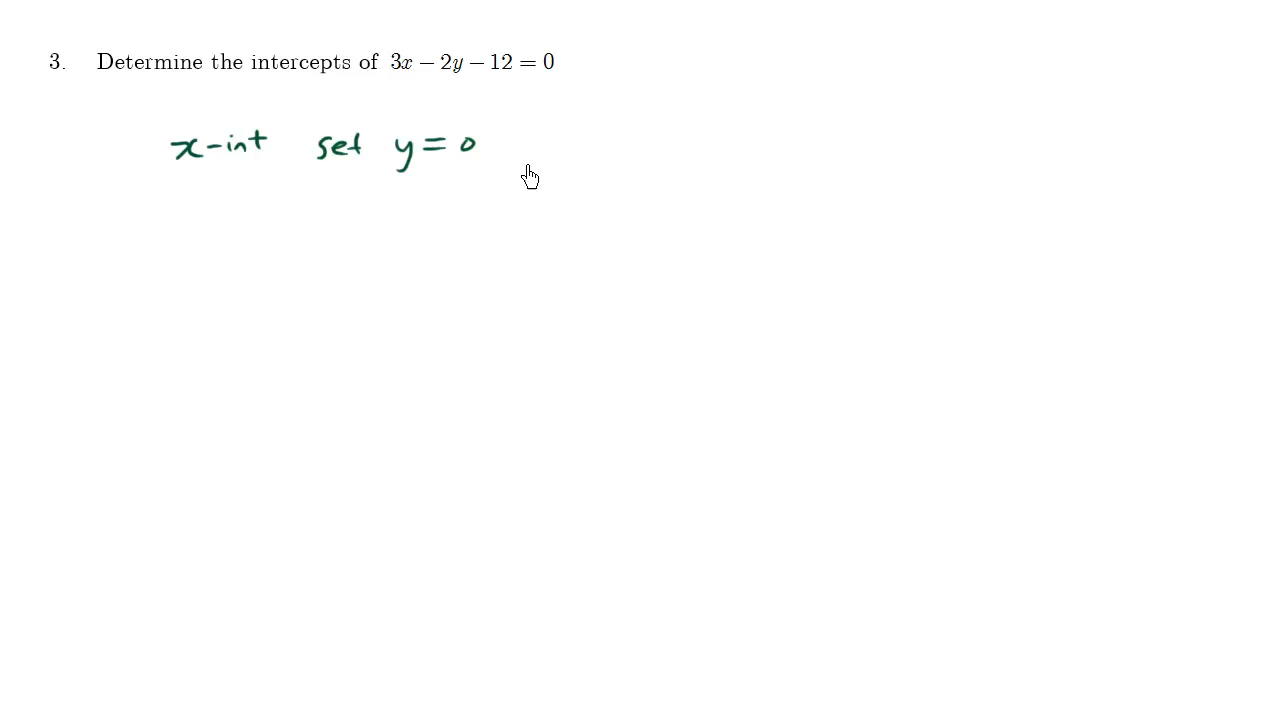 3. Determine the intercepts of 3x − 2y − 12 = 0
x-int set y = 0